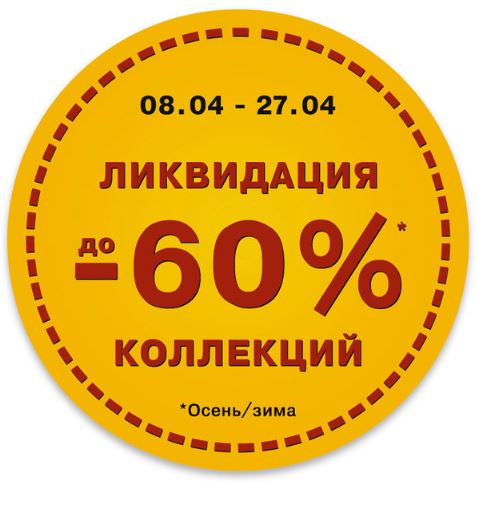 08.04 - 27.04
ЛИКВИДАЦИЯ
до
-60%*
КОЛЛЕКЦИЙ
*Осень/зима